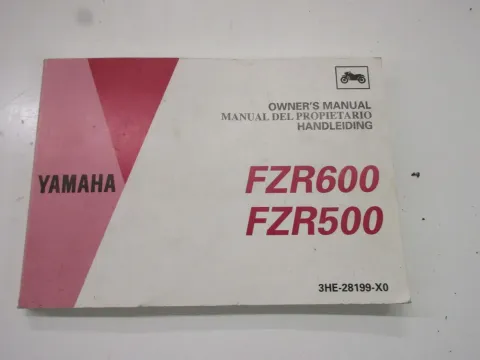 OWNER'S MANUAL
MANUAL DEL PROPIETARIO
HANDLEIDING
YAMAHA
FZR600
FZR500
3HE-28199-X0